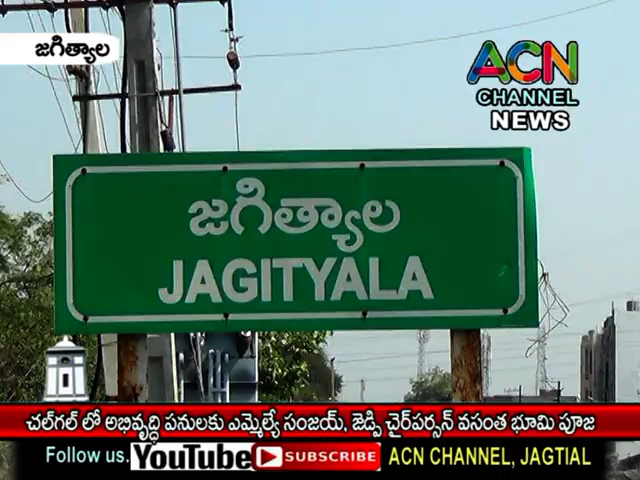 జగిత్యాల
ACN
CHANNEL
NEWS
జగిత్యాల
JAGITYALA
చల్‌గల్ లో అభివృద్ధి పనులకు ఎమ్మెల్యే సంజయ్, జెడ్పి చైర్‌పర్సన్ వసంత భూమి పూజ
Follow us. YouTube SUBSCRIBE ACN CHANNEL, JAGTIAL